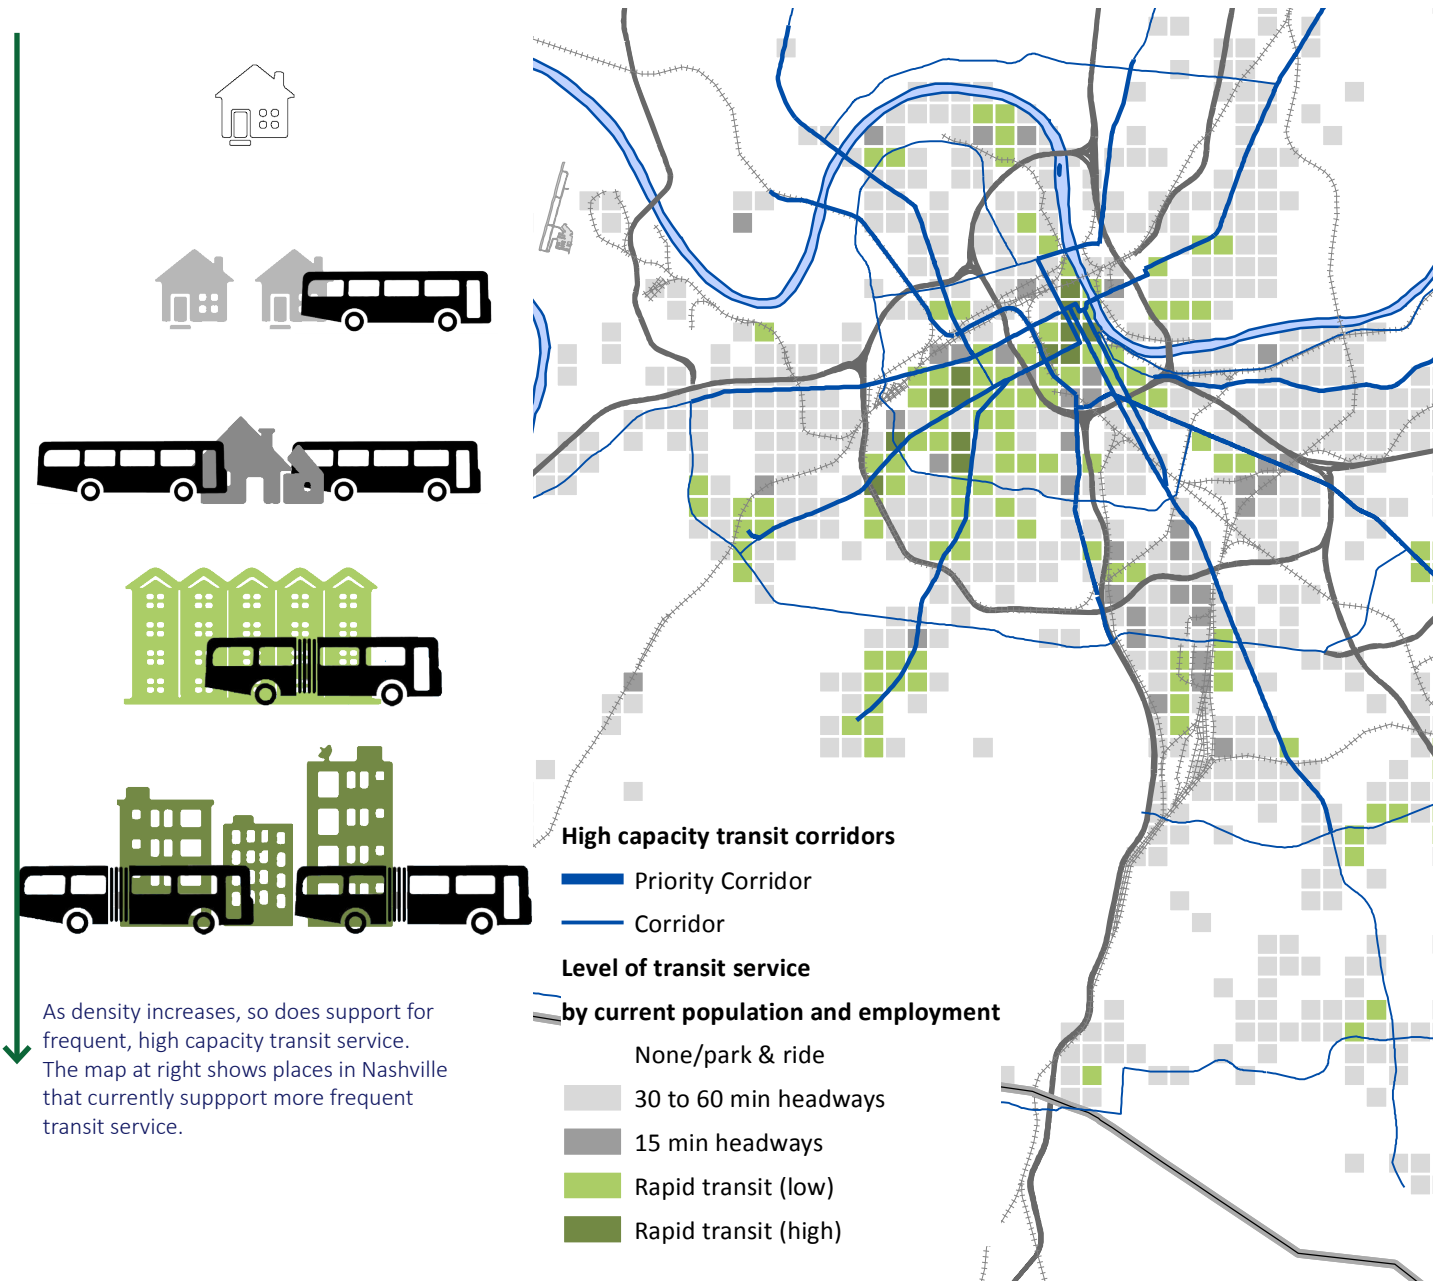 As density increases, so does support for
frequent, high capacity transit service.
The map at right shows places in Nashville
that currently suppport more frequent
transit service.
High capacity transit corridors
Priority Corridor
Corridor
Level of transit service
by current population and employment
None/park & ride
30 to 60 min headways
15 min headways
Rapid transit (low)
Rapid transit (high)